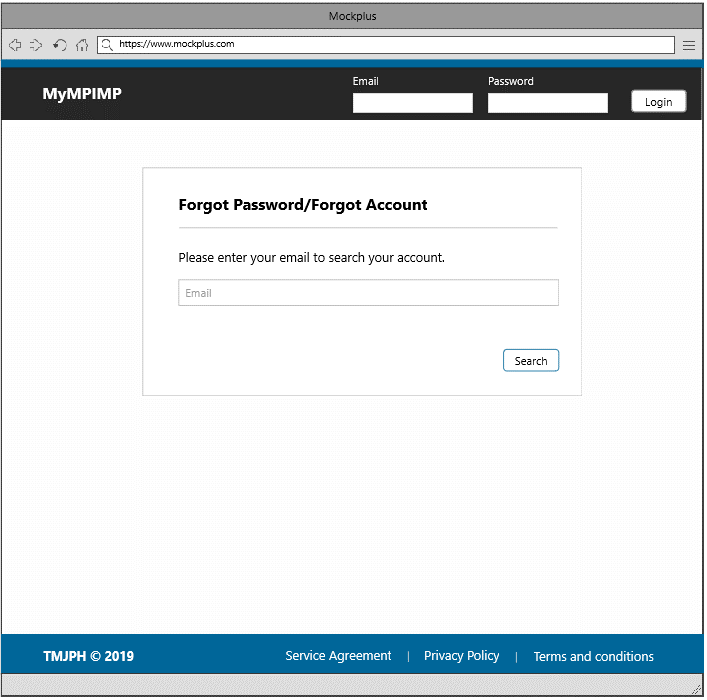 Mockplus
https://www.mockplus.com
MyMPIMP
Email
Password
Login
Forgot Password/Forgot Account
Please enter your email to search your account.
Email
Search
TMJPH © 2019
Service Agreement | Privacy Policy | Terms and conditions